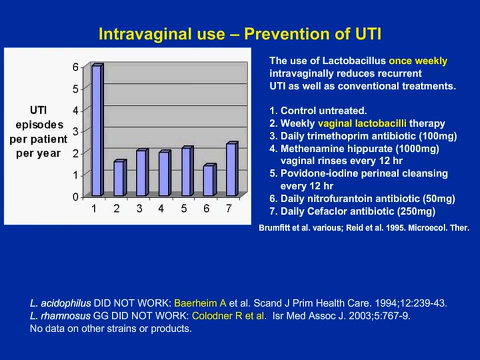 Intravaginal use – Prevention of UTI
The use of Lactobacillus once weekly
intravaginally reduces recurrent
UTI as well as conventional treatments.
UTI
episodes
per patient
per year
6
5
4
3
2
1
0
1 2 3 4 5 6 7
1. Control untreated.
2. Weekly vaginal lactobacilli therapy
3. Daily trimethoprim antibiotic (100mg)
4. Methenamine hippurate (1000mg)
vaginal rinses every 12 hr
5. Povidone-iodine perineal cleansing
every 12 hr
6. Daily nitrofurantoin antibiotic (50mg)
7. Daily Cefaclor antibiotic (250mg)
Brumfitt et al. various; Reid et al. 1995. Microecol. Ther.
L. acidophilus DID NOT WORK: Baerheim A et al. Scand J Prim Health Care. 1994;12:239-43.
L. rhamnosus GG DID NOT WORK: Colodner R et al. Isr Med Assoc J. 2003;5:767-9.
No data on other strains or products.